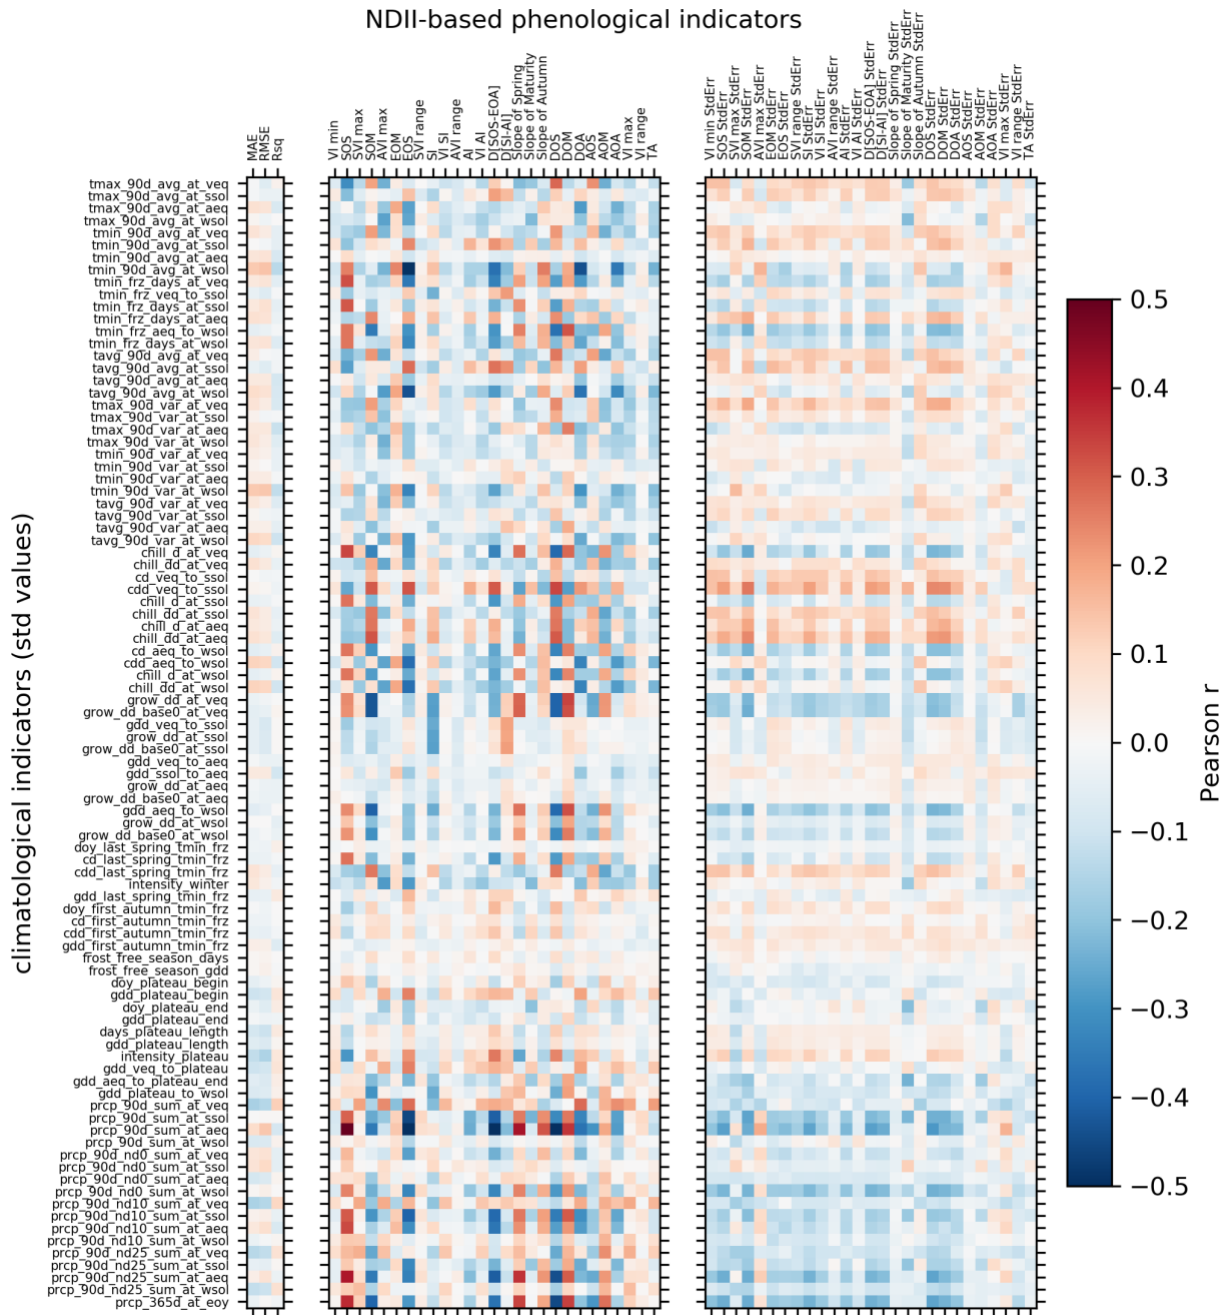 NDII-based phenological indicators
MAE
RMSE
Rsq
VI min
SOS
SVI max
SOM
AVI max
EOM
EOS
SVI range
SI
VI SI
AVI range
AI
VI AI
D[SOS-EOA]
D[SI-AI]
Slope of Spring
Slope of Maturity
Slope of Autumn
DOS
DOM
DOA
AOS
AOM
AOA
VI max
VI range
TA
VI min StdErr
SOS StdErr
SVI max StdErr
SOM StdErr
AVI max StdErr
EOM StdErr
EOS StdErr
SVI range StdErr
SI StdErr
VI SI StdErr
AVI range StdErr
AI StdErr
VI AI StdErr
D[SOS-EOA] StdErr
D[SI-AI] StdErr
Slope of Spring StdErr
Slope of Maturity StdErr
Slope of Autumn StdErr
DOS StdErr
DOM StdErr
DOA StdErr
AOS StdErr
AOM StdErr
AOA StdErr
VI max StdErr
VI range StdErr
TA StdErr
climatological indicators (std values)
tmax_90d_avg_at_veq
tmax_90d_avg_at_ssol
tmax_90d_avg_at_aeq
tmax_90d_avg_at_wsol
tmin_90d_avg_at_veq
tmin_90d_avg_at_ssol
tmin_90d_avg_at_aeq
tmin_90d_avg_at_wsol
tmin_frz_days_at_veq
tmin_frz_veq_to_ssol
tmin_frz_days_at_ssol
tmin_frz_days_at_aeq
tmin_frz_aeq_to_wsol
tmin_frz_days_at_wsol
tavg_90d_avg_at_veq
tavg_90d_avg_at_ssol
tavg_90d_avg_at_aeq
tavg_90d_avg_at_wsol
tmax_90d_var_at_veq
tmax_90d_var_at_ssol
tmax_90d_var_at_aeq
tmax_90d_var_at_wsol
tmin_90d_var_at_veq
tmin_90d_var_at_ssol
tmin_90d_var_at_aeq
tmin_90d_var_at_wsol
tavg_90d_var_at_veq
tavg_90d_var_at_ssol
tavg_90d_var_at_aeq
tavg_90d_var_at_wsol
chill_d_at_veq
chill_dd_at_veq
cd_veq_to_ssol
cdd_veq_to_ssol
chill_d_at_ssol
chill_dd_at_ssol
chill_d_at_aeq
chill_dd_at_aeq
cd_aeq_to_wsol
cdd_aeq_to_wsol
chill_d_at_wsol
chill_dd_at_wsol
grow_dd_at_veq
grow_dd_base0_at_veq
gdd_veq_to_ssol
grow_dd_at_ssol
grow_dd_base0_at_ssol
gdd_veq_to_aeq
gdd_ssol_to_aeq
grow_dd_at_aeq
grow_dd_base0_at_aeq
gdd_aeq_to_wsol
grow_dd_at_wsol
grow_dd_base0_at_wsol
doy_last_spring_tmin_frz
cd_last_spring_tmin_frz
cdd_last_spring_tmin_frz
intensity_winter
gdd_last_spring_tmin_frz
doy_first_autumn_tmin_frz
cd_first_autumn_tmin_frz
cdd_first_autumn_tmin_frz
gdd_first_autumn_tmin_frz
frost_free_season_days
frost_free_season_gdd
doy_plateau_begin
gdd_plateau_begin
doy_plateau_end
gdd_plateau_end
days_plateau_length
gdd_plateau_length
intensity_plateau
gdd_veq_to_plateau
gdd_aeq_to_plateau_end
gdd_plateau_to_wsol
prcp_90d_sum_at_veq
prcp_90d_sum_at_ssol
prcp_90d_sum_at_aeq
prcp_90d_sum_at_wsol
prcp_90d_nd0_sum_at_veq
prcp_90d_nd0_sum_at_ssol
prcp_90d_nd0_sum_at_aeq
prcp_90d_nd0_sum_at_wsol
prcp_90d_nd10_sum_at_veq
prcp_90d_nd10_sum_at_ssol
prcp_90d_nd10_sum_at_aeq
prcp_90d_nd10_sum_at_wsol
prcp_90d_nd25_sum_at_veq
prcp_90d_nd25_sum_at_ssol
prcp_90d_nd25_sum_at_aeq
prcp_90d_nd25_sum_at_wsol
prcp_365d_at_eoy
0.5
0.4
0.3
0.2
0.1
0.0
−0.1
−0.2
−0.3
−0.4
−0.5
Pearson r